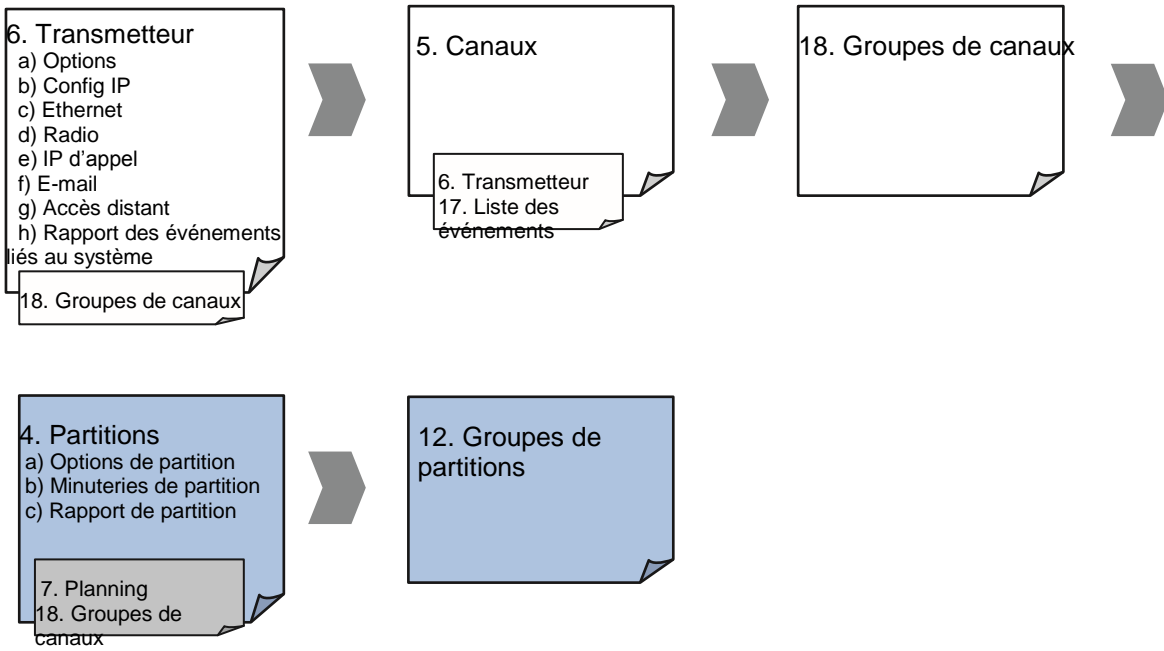 6. Transmetteur
a) Options
b) Config IP
c) Ethernet
d) Radio
e) IP d'appel
f) E-mail
g) Accès distant
h) Rapport des événements
liés au système
18. Groupes de canaux
5. Canaux
6. Transmetteur
17. Liste des
événements
18. Groupes de canaux
4. Partitions
a) Options de partition
b) Minuteries de partition
c) Rapport de partition
7. Planning
18. Groupes de
canaux
12. Groupes de
partitions